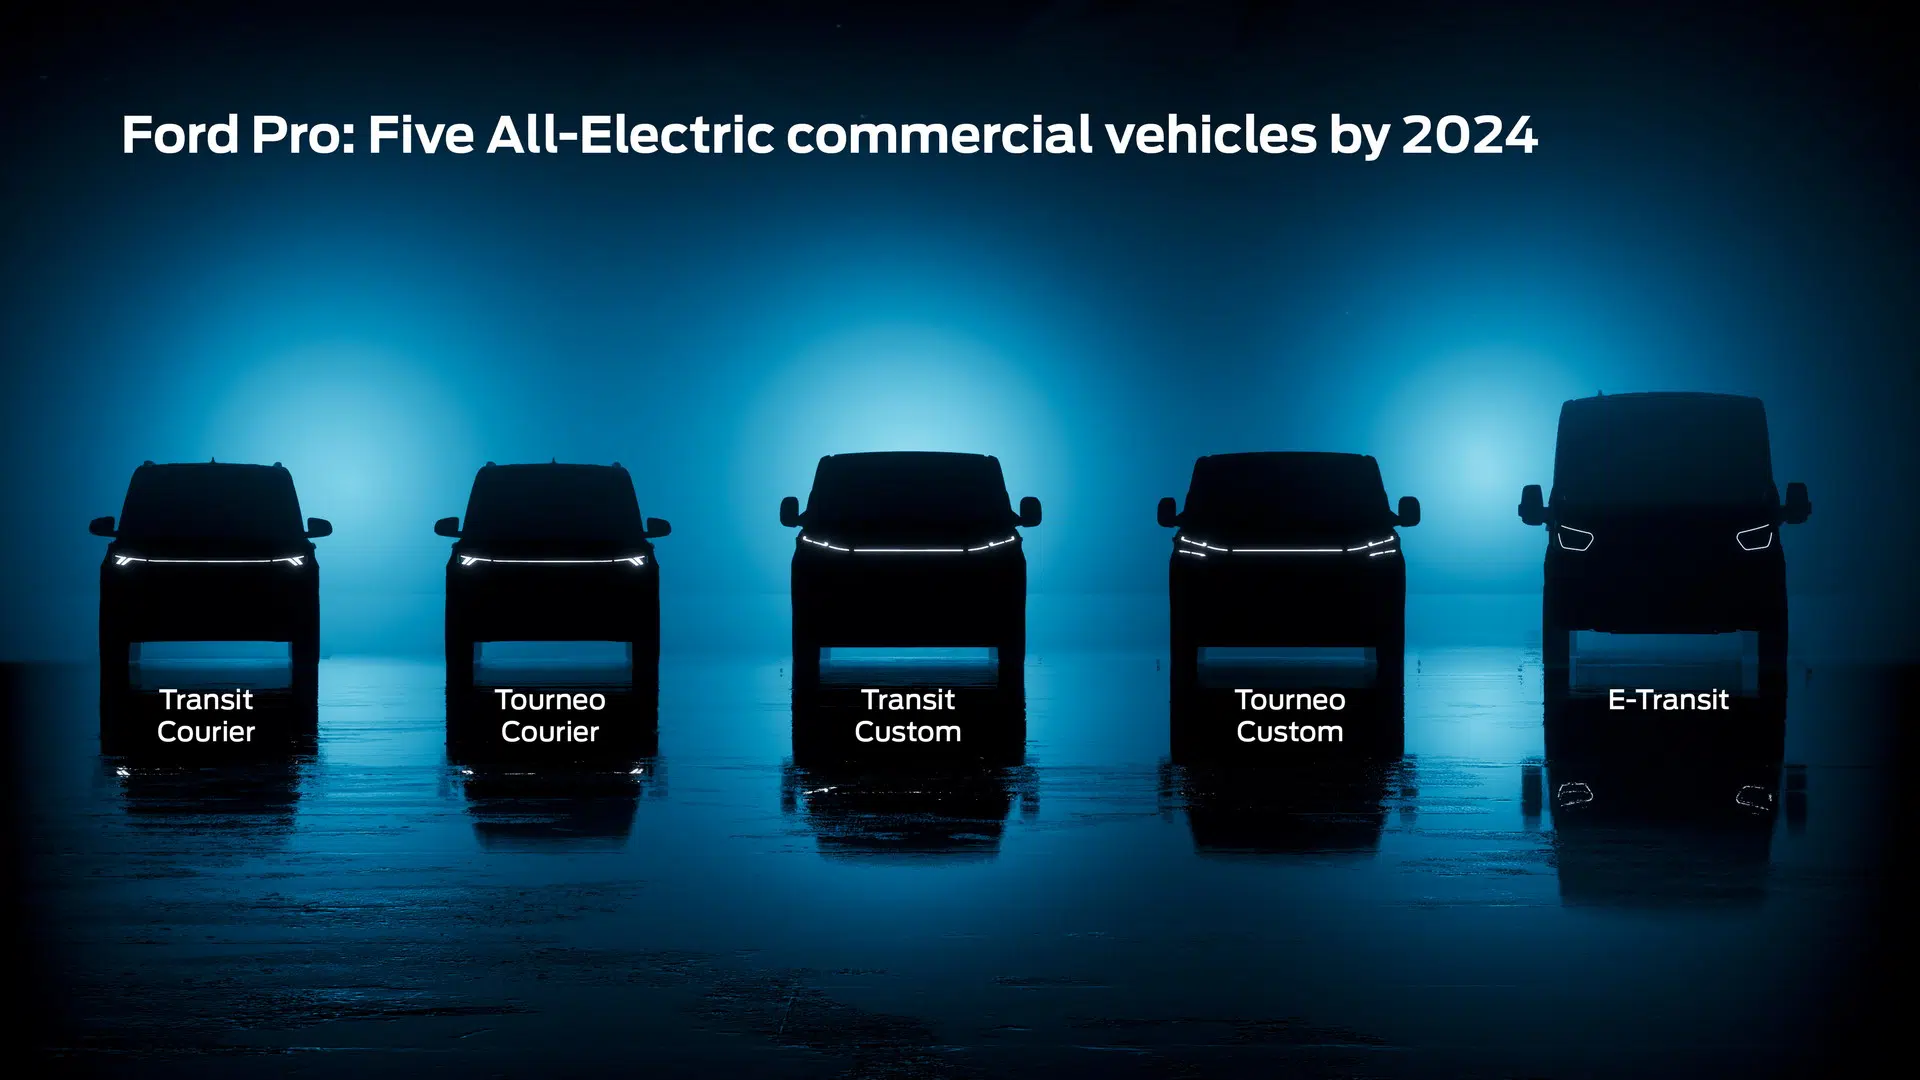 Ford Pro: Five All-Electric commercial vehicles by 2024
Transit
Courier
Tourneo
Courier
Transit
Custom
Tourneo
Custom
E-Transit